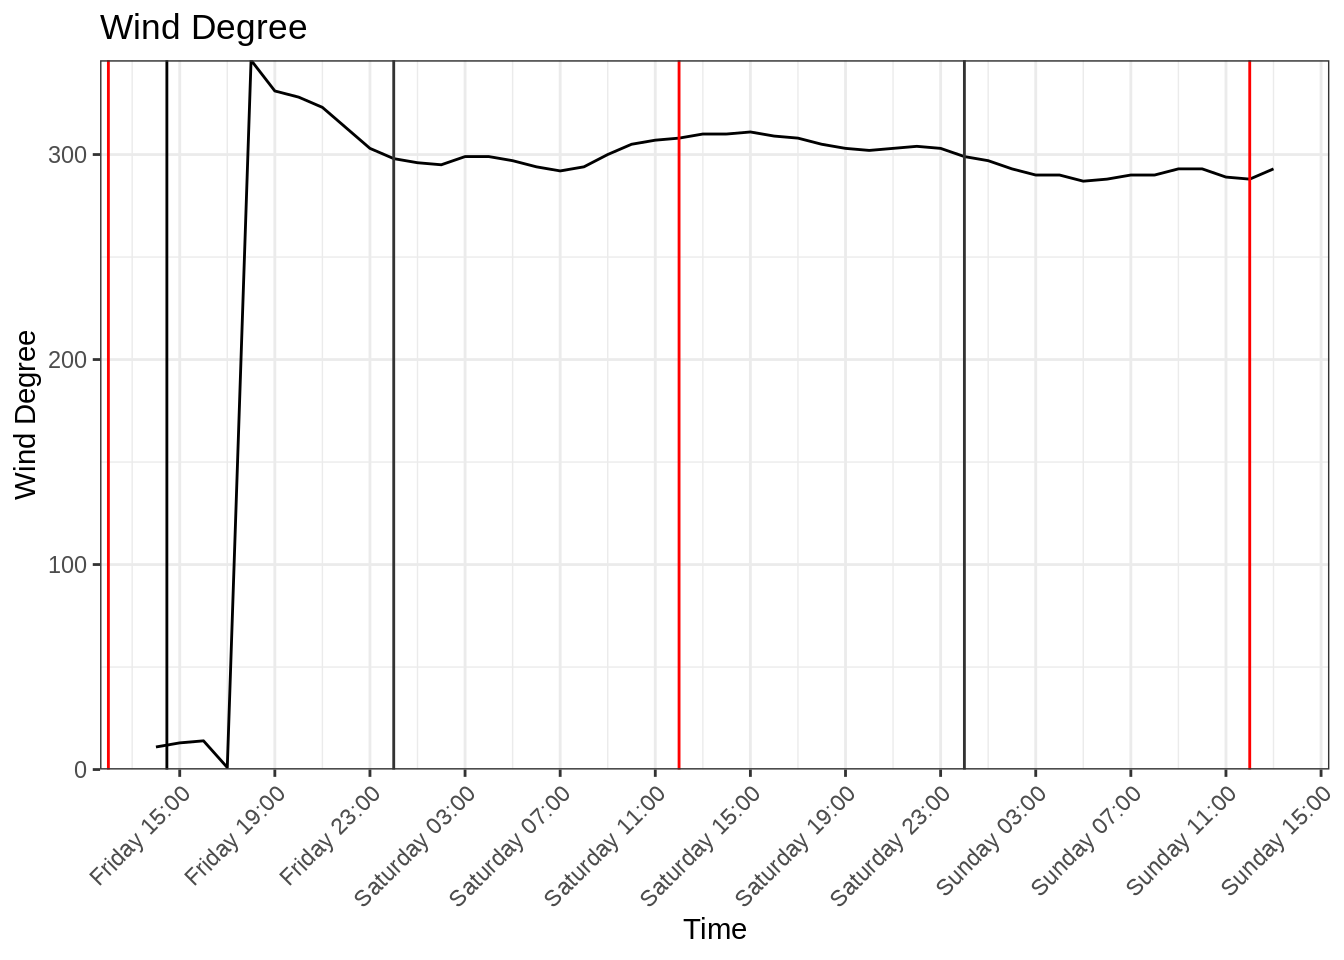 Wind Degree
Wind Degree
300
200
100
0
Friday 15:00
Friday 19:00
Friday 23:00
Saturday 03:00
Saturday 07:00
Saturday 11:00
Saturday 15:00
Saturday 19:00
Saturday 23:00
Sunday 03:00
Sunday 07:00
Sunday 11:00
Sunday 15:00
Time